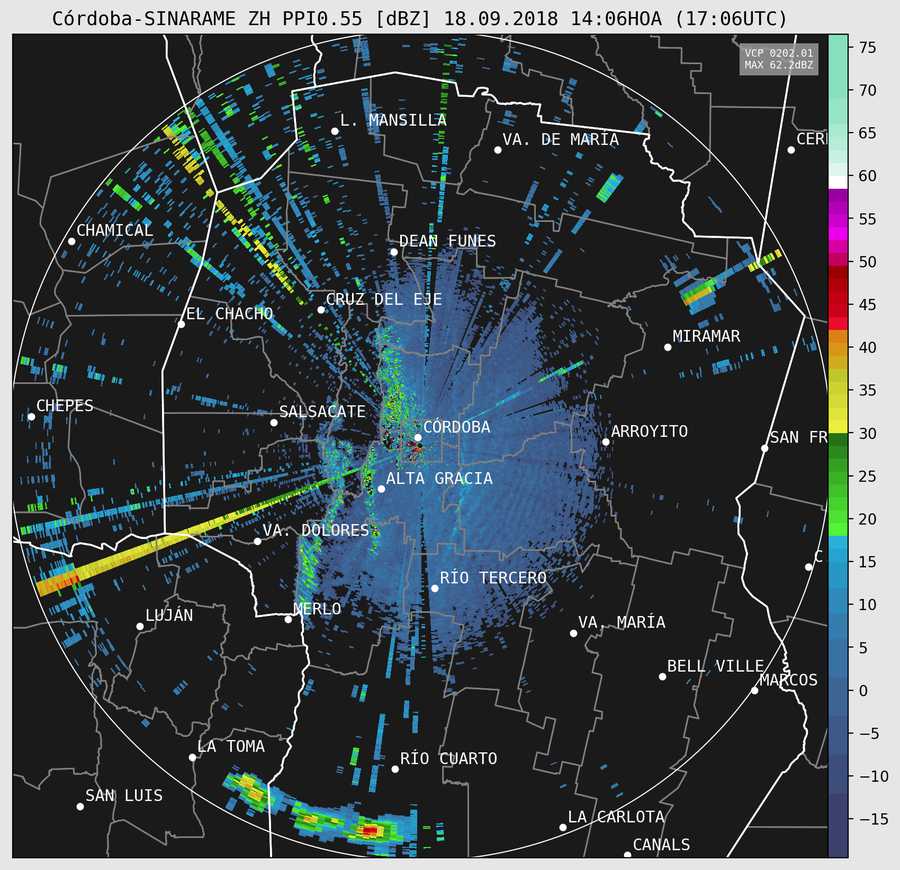 Córdoba-SINARAME ZH PPI0.55 [dBZ] 18.09.2018 14:06HOA (17:06UTC)
VCP 0202.01
MAX 62.2dBZ
75
70
65
60
55
50
45
40
35
30
25
20
15
10
5
0
−5
−10
−15
L. MANSILLA
VA. DE MARÍA
CERE
CHAMICAL
DEAN FUNES
CRUZ DEL EJE
EL CHACHO
MIRAMAR
CHEPES
SALSACATE
CÓRDOBA
ARROYITO
SAN FR
ALTA GRACIA
VA. DOLORES
C
RÍO TERCERO
MERLO
LUJÁN
VA. MARÍA
BELL VILLE
MARCOS
LA TOMA
RÍO CUARTO
SAN LUIS
LA CARLOTA
CANALS